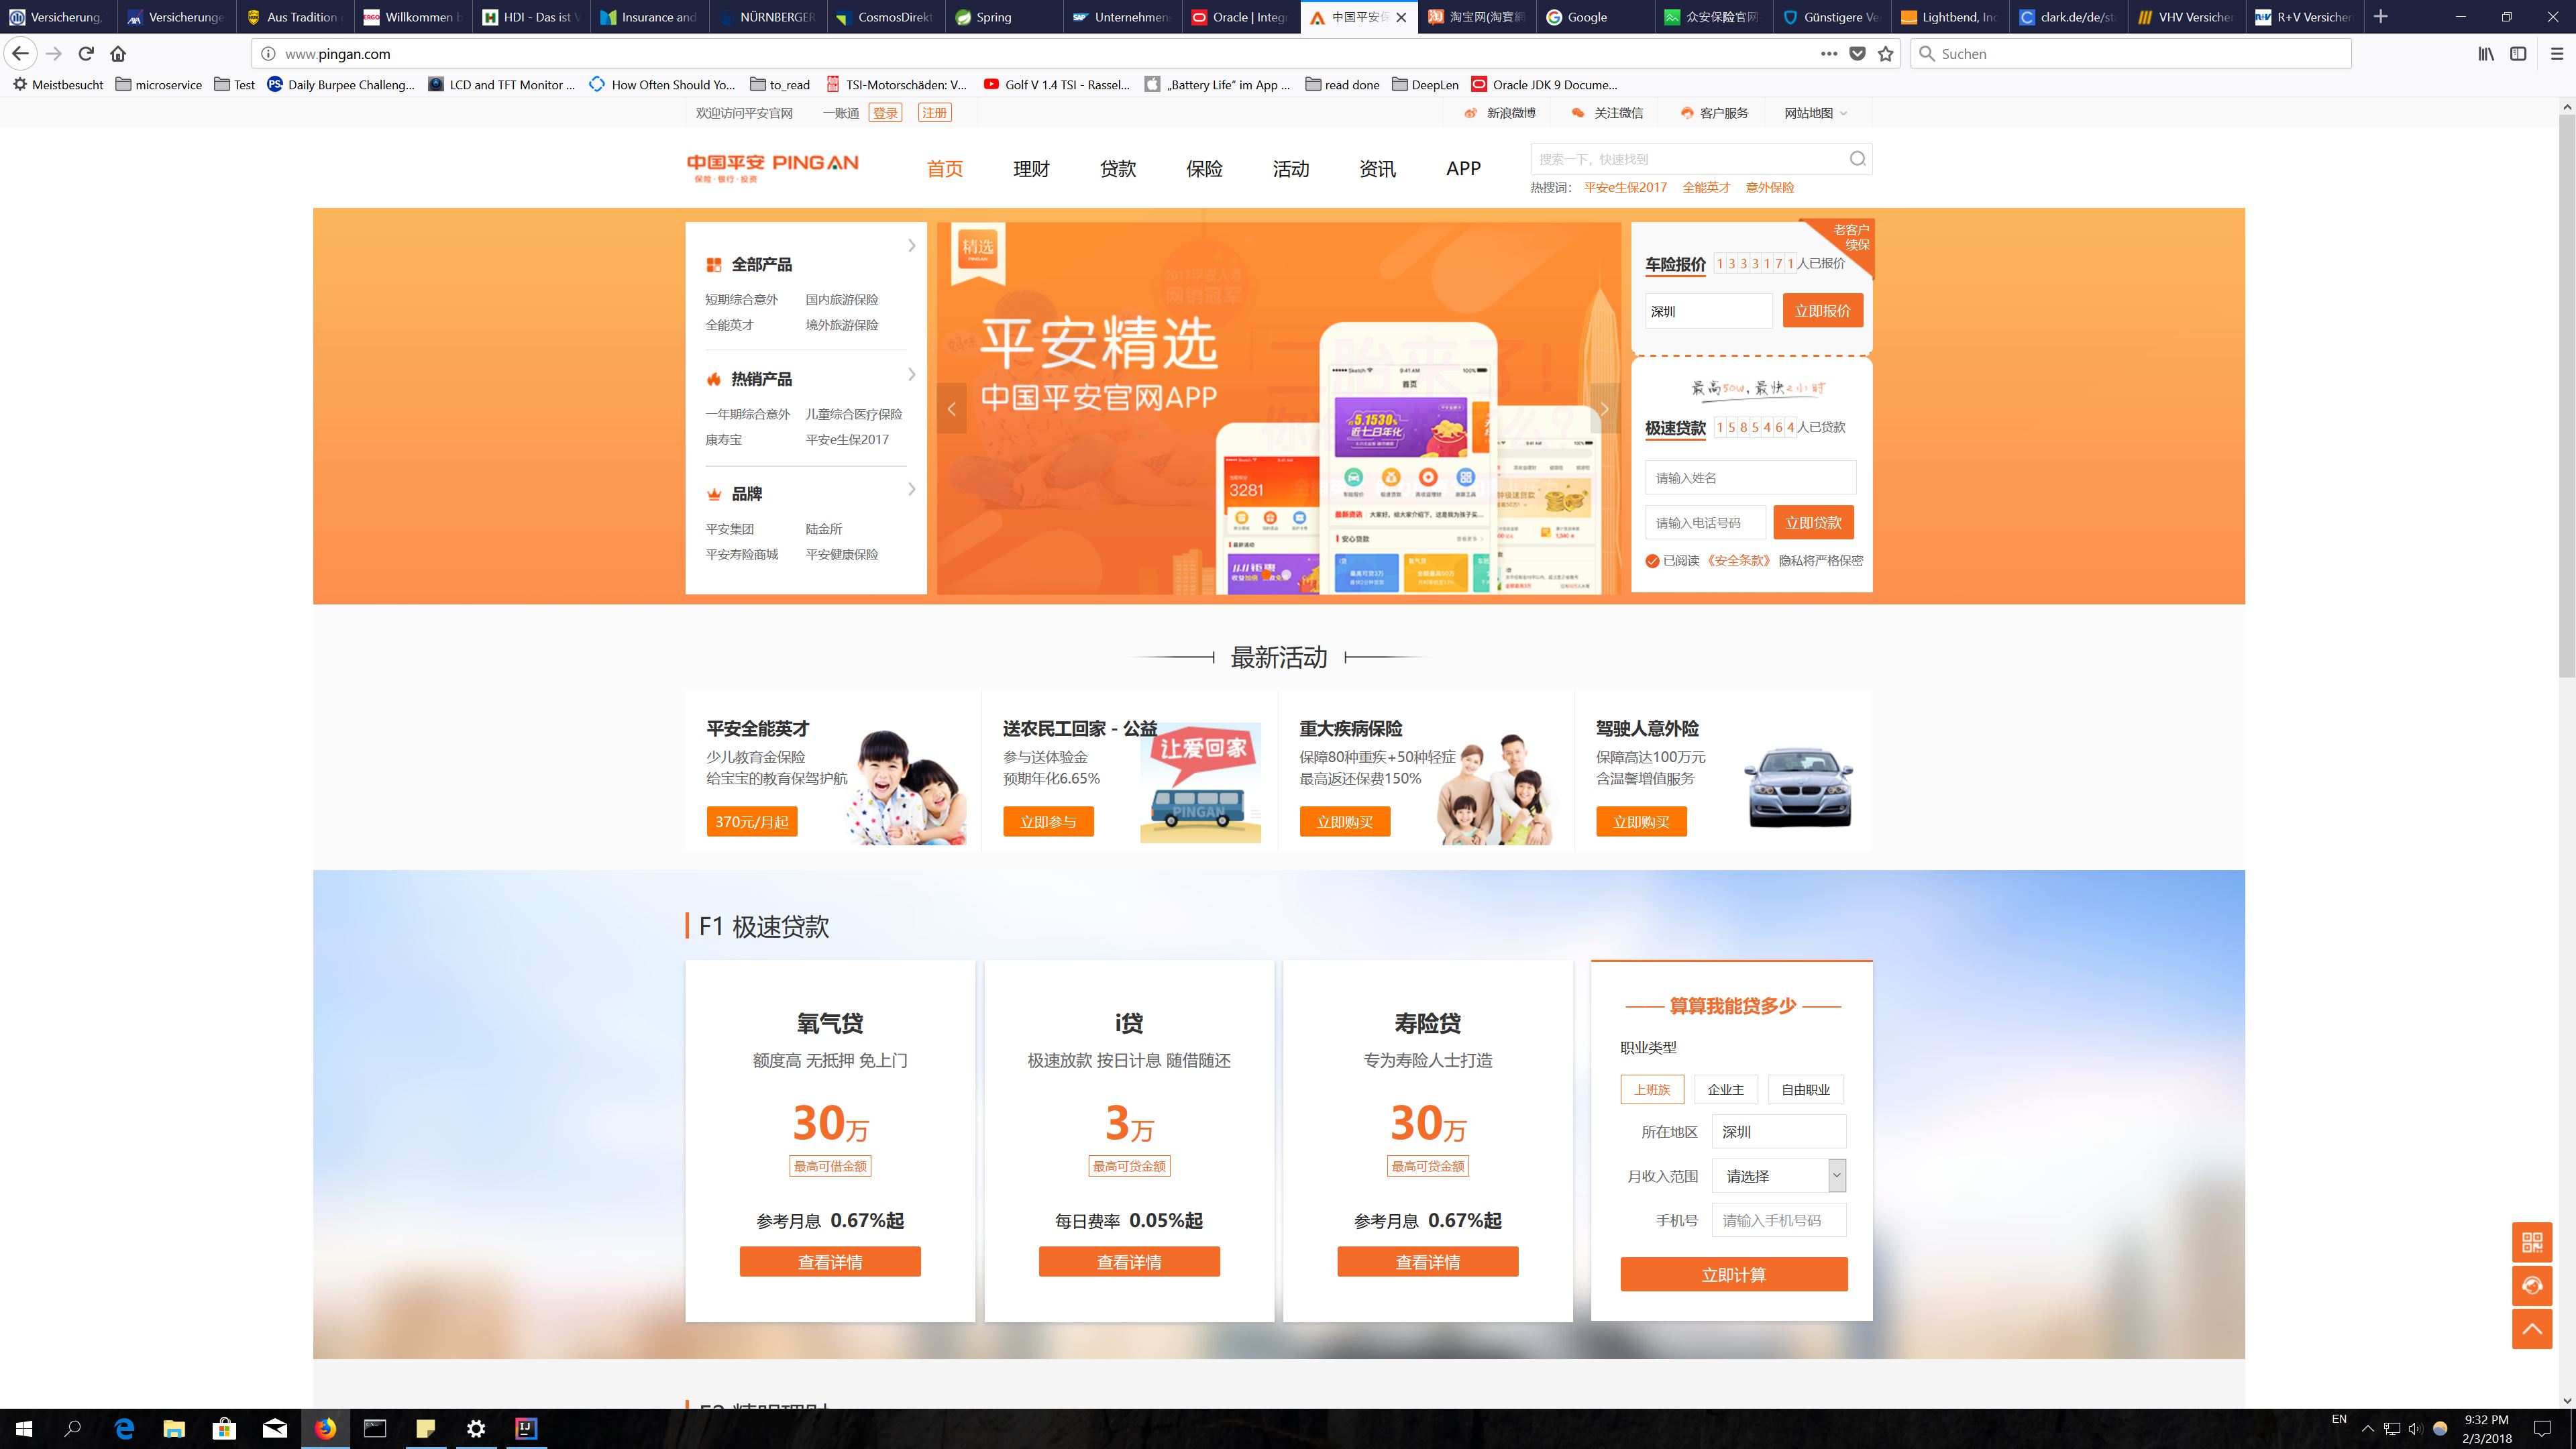 Versicherung,
Versicherunge
Aus Tradition
Willkommen b
HDI - Das ist V
Insurance and
NÜRNBERGER
CosmosDirekt
Spring
Unternehmens
Oracle | Integ
中国平安保
淘宝网(淘寶網
Google
众安保险官网-
Günstigere Ve
Lightbend, Inc
clark.de/de/sta
VHV Versicher
R+V Versicher
www.pingan.com
Suchen
Meistbesucht
microservice
Test
Daily Burpee Challeng...
LCD and TFT Monitor ...
How Often Should Yo...
to_read
TSI-Motorschäden: V...
Golf V 1.4 TSI - Rassel...
„Battery Life“ im App ...
read done
DeepLen
Oracle JDK 9 Docume...
欢迎访问平安官网 一账通 登录 注册
新浪微博 关注微信 客户服务 网站地图
中国平安 PING AN
保险·银行·投资
首页 理财 贷款 保险 活动 资讯 APP
搜索一下，快速找到
热搜词： 平安e生保2017 全能英才 意外保险
全部产品
短期综合意外 国内旅游保险
全能英才 境外旅游保险
热销产品
一年期综合意外 儿童综合医疗保险
康寿宝 平安e生保2017
品牌
平安集团 陆金所
平安寿险商城 平安健康保险
精选
PINGAN
平安精选
中国平安官网APP
9:41 AM
首页
5.1530%
近七日年化
3281
老客户
续保
车险报价 1333171人已报价
深圳 立即报价
最高50w，最快2小时
极速贷款 1585464人已贷款
请输入姓名
请输入电话号码 立即贷款
已阅读 《安全条款》 隐私将严格保密
最新活动
平安全能英才
少儿教育金保险
给宝宝的教育保驾护航
370元/月起
送农民工回家 - 公益
参与送体验金
预期年化6.65%
立即参与
让爱回家
PINGAN
重大疾病保险
保障80种重疾+50种轻症
最高返还保费150%
立即购买
驾驶人意外险
保障高达100万元
含温馨增值服务
立即购买
F1 极速贷款
氧气贷
额度高 无抵押 免上门
30万
最高可借金额
参考月息 0.67%起
查看详情
i贷
极速放款 按日计息 随借随还
3万
最高可贷金额
每日费率 0.05%起
查看详情
寿险贷
专为寿险人士打造
30万
最高可贷金额
参考月息 0.67%起
查看详情
算算我能贷多少
职业类型
上班族 企业主 自由职业
所在地区 深圳
月收入范围 请选择
手机号 请输入手机号码
立即计算
EN
9:32 PM
2/3/2018